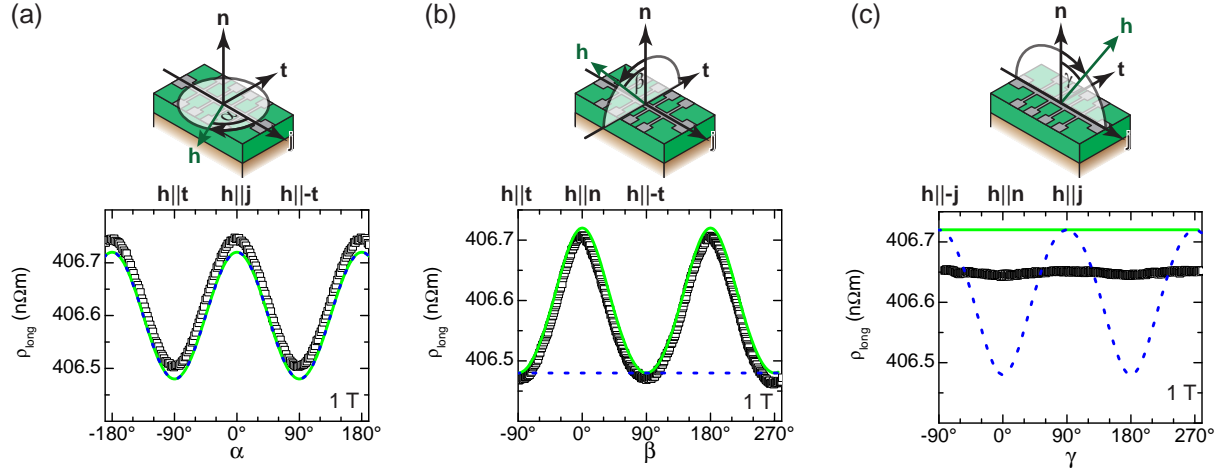 (a)
n
t
α
h
j
h||t h||j h||-t
406.7
406.6
406.5
ρlong (nΩm)
1 T
-180° -90° 0° 90° 180°
α
(b)
n
h
β
t
j
h||t h||n h||-t
406.7
406.6
406.5
ρlong (nΩm)
1 T
-90° 0° 90° 180° 270°
β
(c)
n
h
γ
t
j
h||-j h||n h||j
406.7
406.6
406.5
ρlong (nΩm)
1 T
-90° 0° 90° 180° 270°
γ